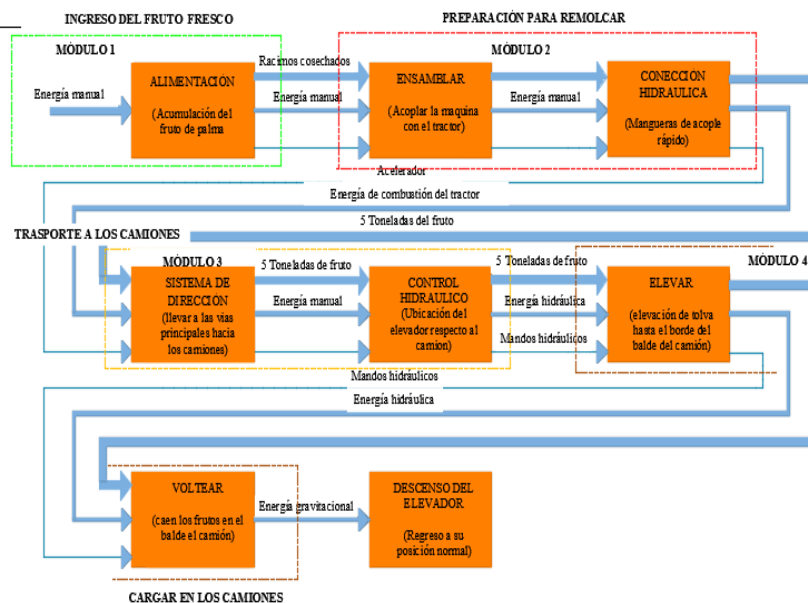 INGRESO DEL FRUTO FRESCO
PREPARACIÓN PARA REMOLCAR
MÓDULO 1
MÓDULO 2
Energía manual
ALIMENTACIÓN
(Acumulación del
fruto de palma
Racimos cosechados
Energía manual
ENSAMBLAR
(Acoplar la maquina
con el tractor)
Energía manual
CONECCIÓN
HIDRAULICA
(Mangueras de acople
rápido)
Acelerador
Energía de combustión del tractor
5 Toneladas del fruto
TRASPORTE A LOS CAMIONES
MÓDULO 3
MÓDULO 4
SISTEMA DE
DIRECCIÓN
(llevar a las vias
principales hacia
los camiones)
5 Toneladas de fruto
Energía manual
CONTROL
HIDRAULICO
(Ubicación del
elevador respecto al
camion)
5 Toneladas de fruto
Energía hidráulica
Mandos hidráulicos
ELEVAR
(elevación de tolva
hasta el borde del
balde del camión)
Mandos hidráulicos
Energía hidráulica
VOLTEAR
(caen los frutos en el
balde el camión)
Energía gravitacional
DESCENSO DEL
ELEVADOR
(Regreso a su
posición normal)
CARGAR EN LOS CAMIONES